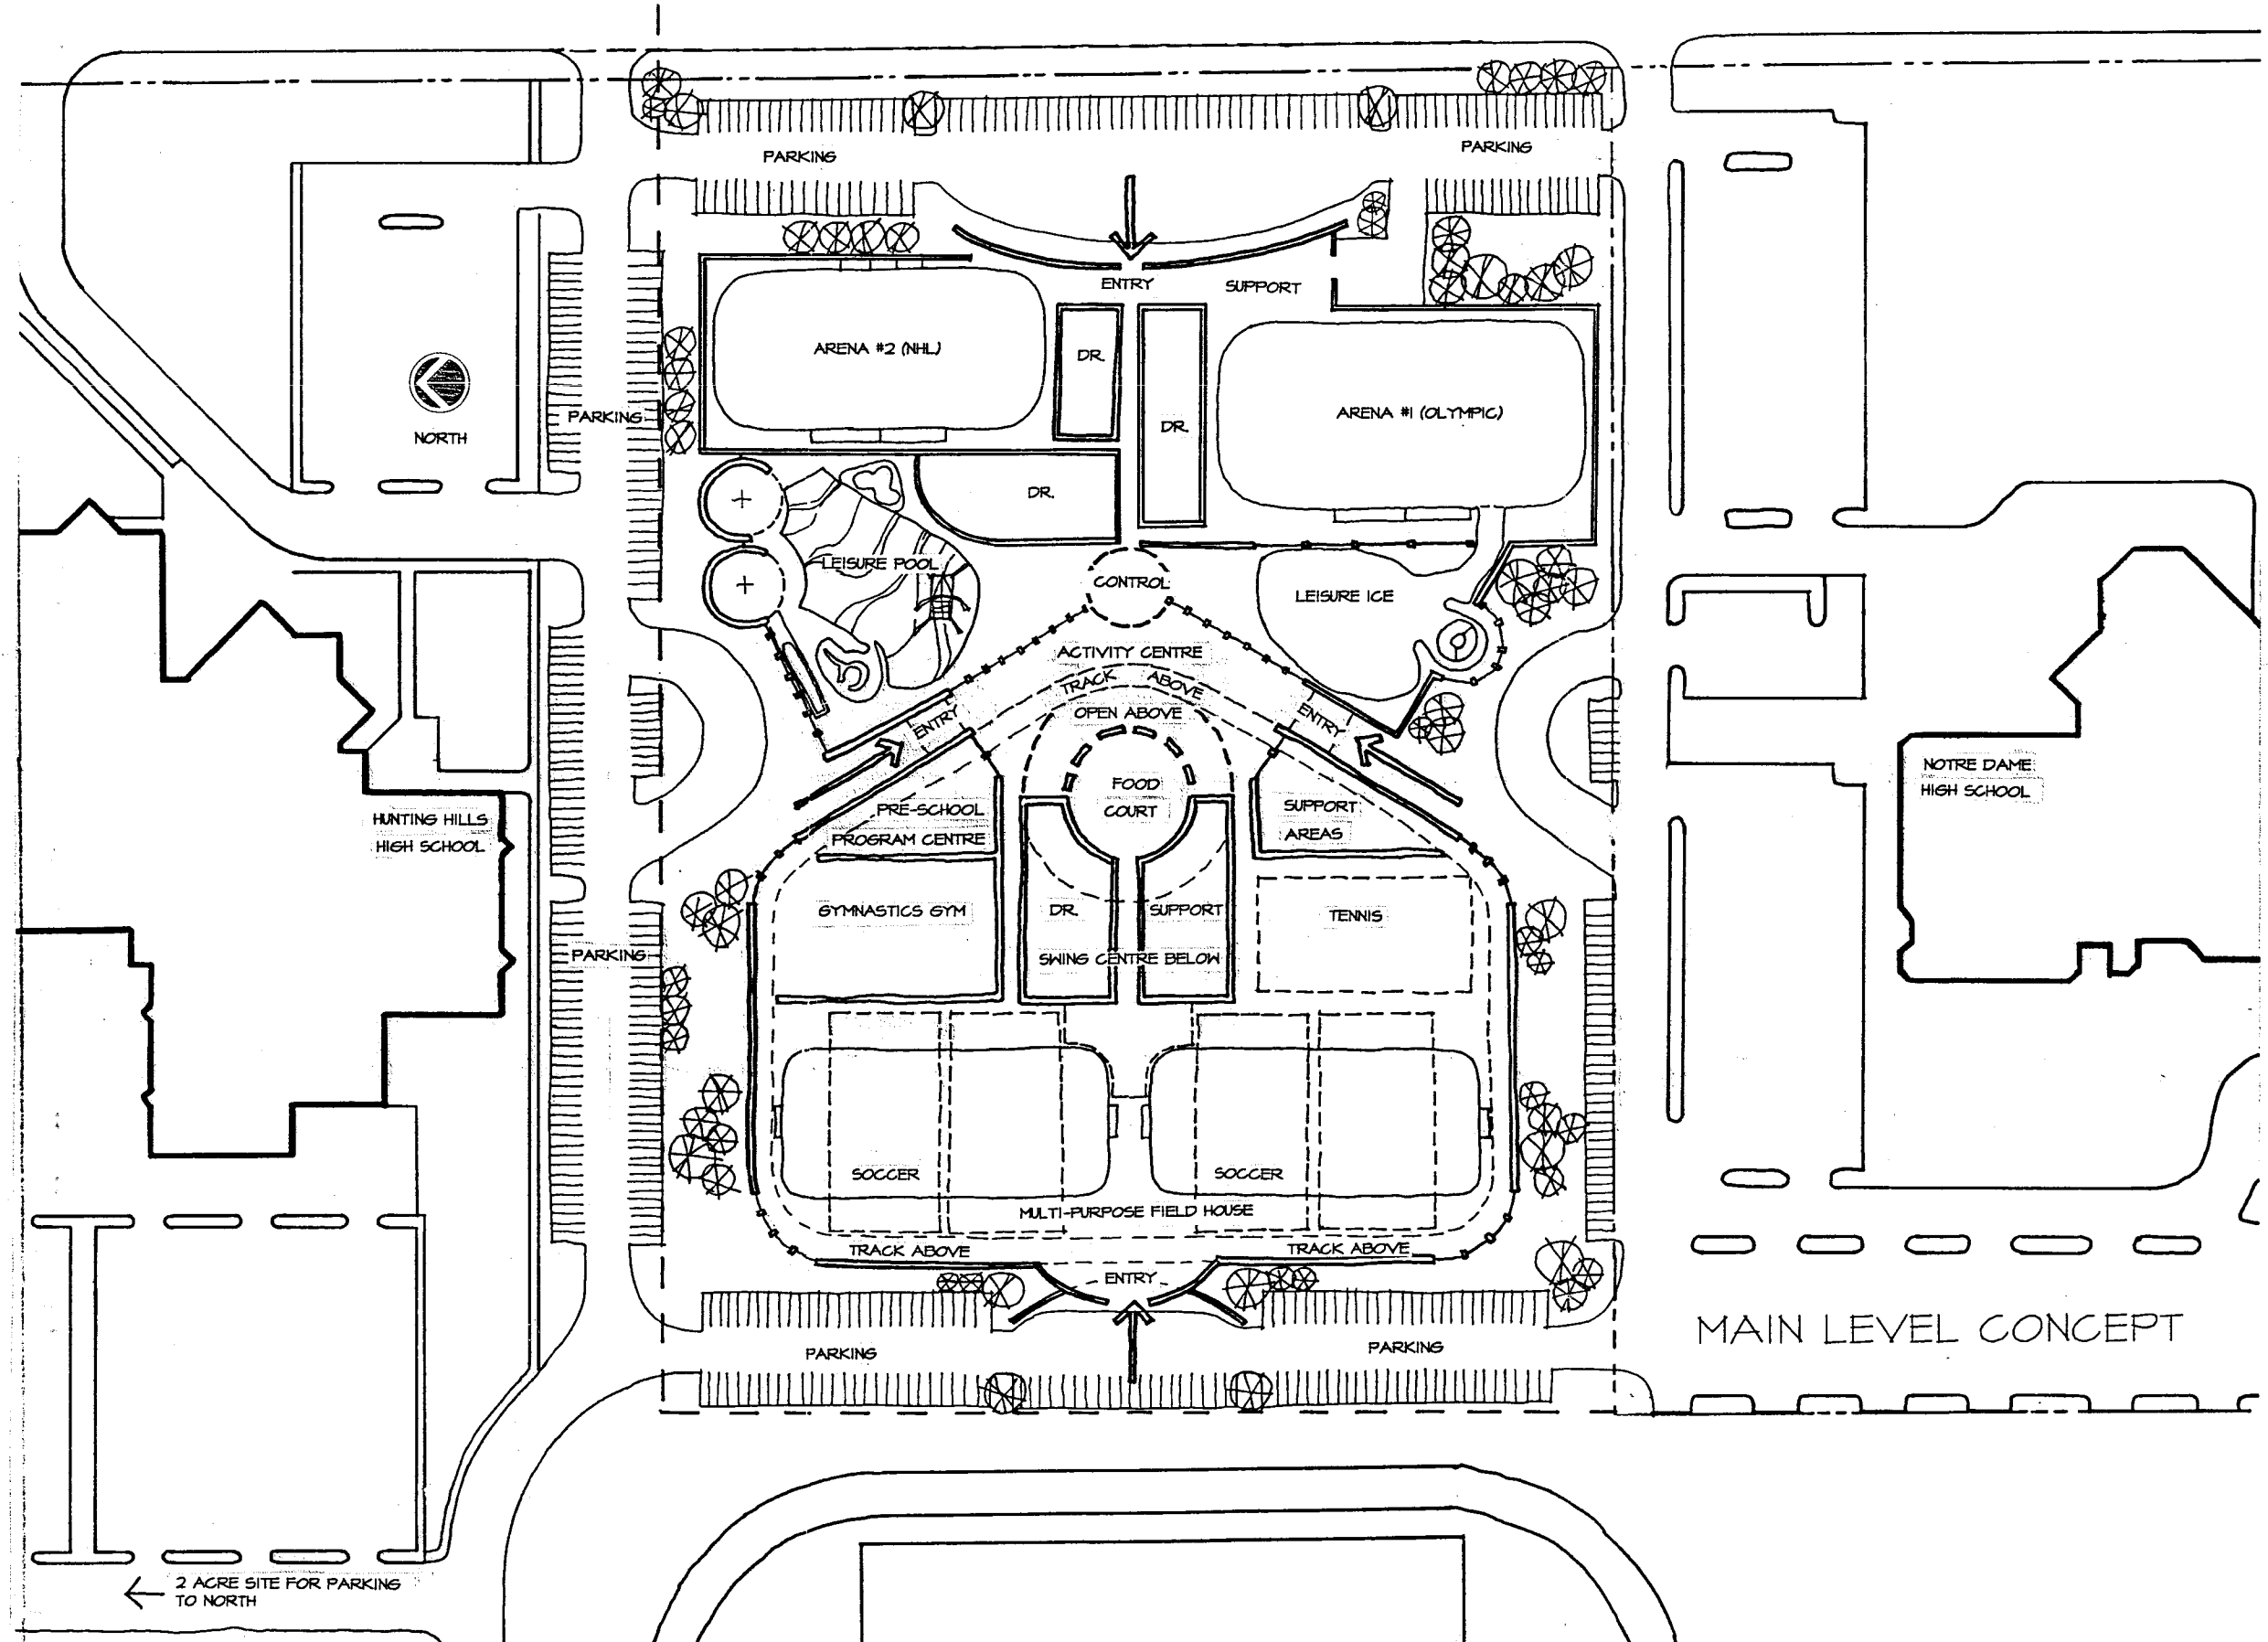 PARKING
PARKING
ENTRY
SUPPORT
ARENA #2 (NHL)
DR.
ARENA #1 (OLYMPIC)
DR.
PARKING
NORTH
DR.
LEISURE POOL
CONTROL
LEISURE ICE
ACTIVITY CENTRE
TRACK ABOVE
OPEN ABOVE
ENTRY
ENTRY
FOOD
COURT
PRE-SCHOOL
PROGRAM CENTRE
SUPPORT
AREAS
HUNTING HILLS
HIGH SCHOOL
NOTRE DAME
HIGH SCHOOL
GYMNASTICS GYM
DR.
SUPPORT
TENNIS
PARKING
SWING CENTRE BELOW
SOCCER
SOCCER
MULTI-PURPOSE FIELD HOUSE
TRACK ABOVE
TRACK ABOVE
ENTRY
MAIN LEVEL CONCEPT
PARKING
PARKING
2 ACRE SITE FOR PARKING
TO NORTH